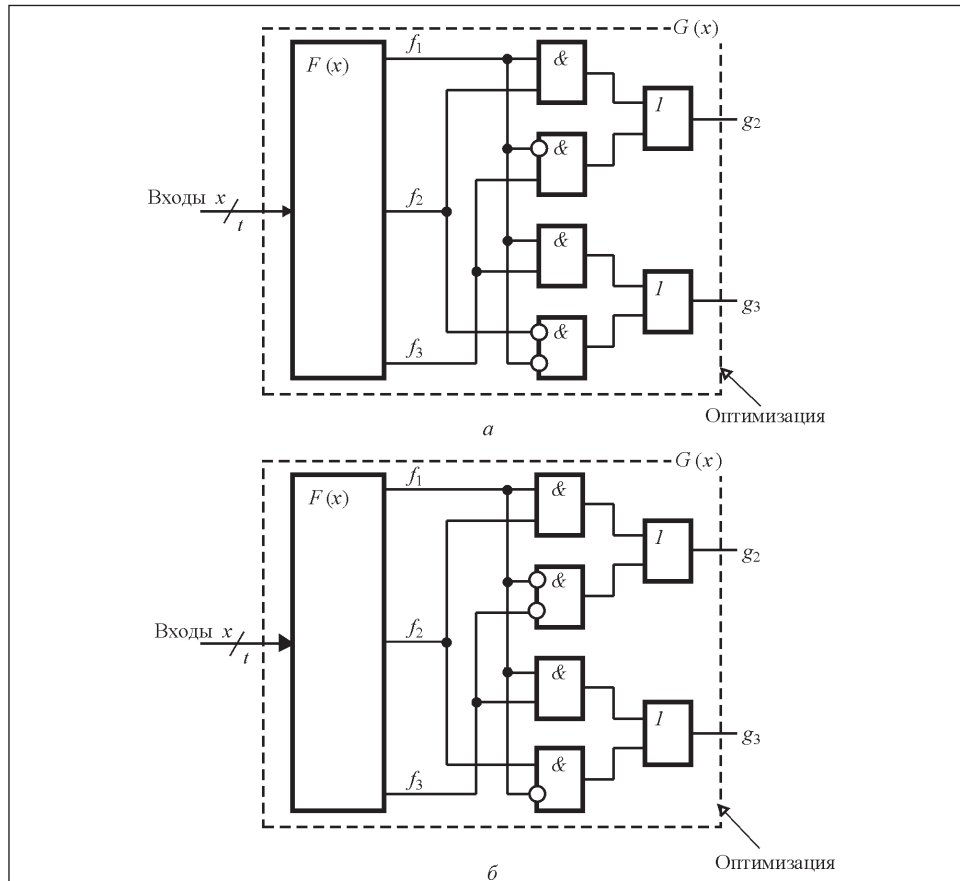 G (x)
f1
F (x)
&
1
g2
&
Входы x
t
f2
&
1
g3
&
f3
Оптимизация
а
G (x)
f1
F (x)
&
1
g2
&
Входы x
t
f2
&
1
g3
&
f3
Оптимизация
б